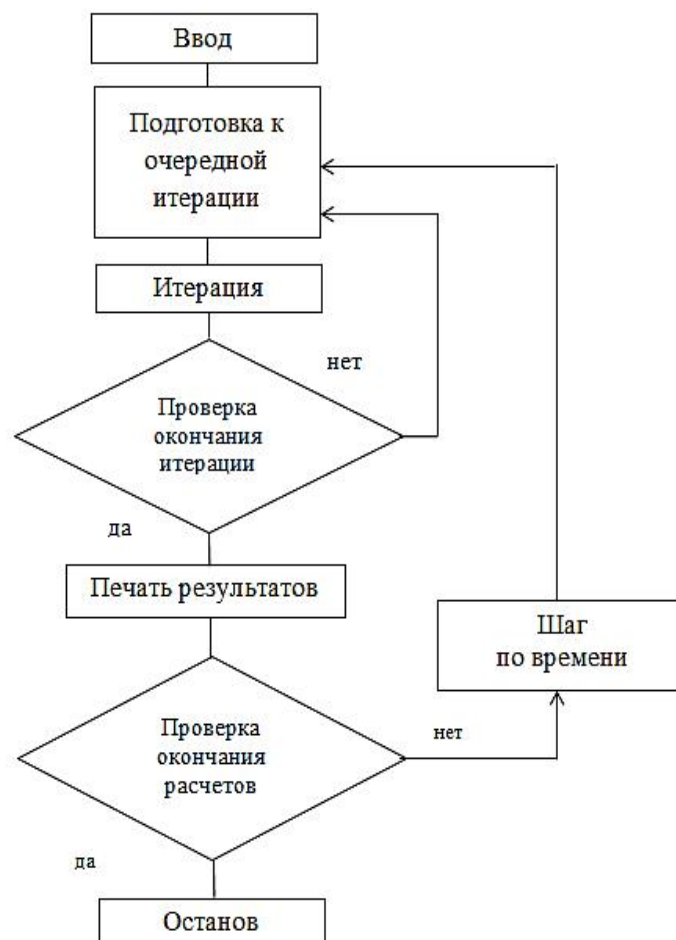 Ввод
Подготовка к
очередной
итерации
Итерация
нет
Проверка
окончания
итерации
да
Печать результатов
Шаг
по времени
Проверка
окончания
расчетов
нет
да
Останов